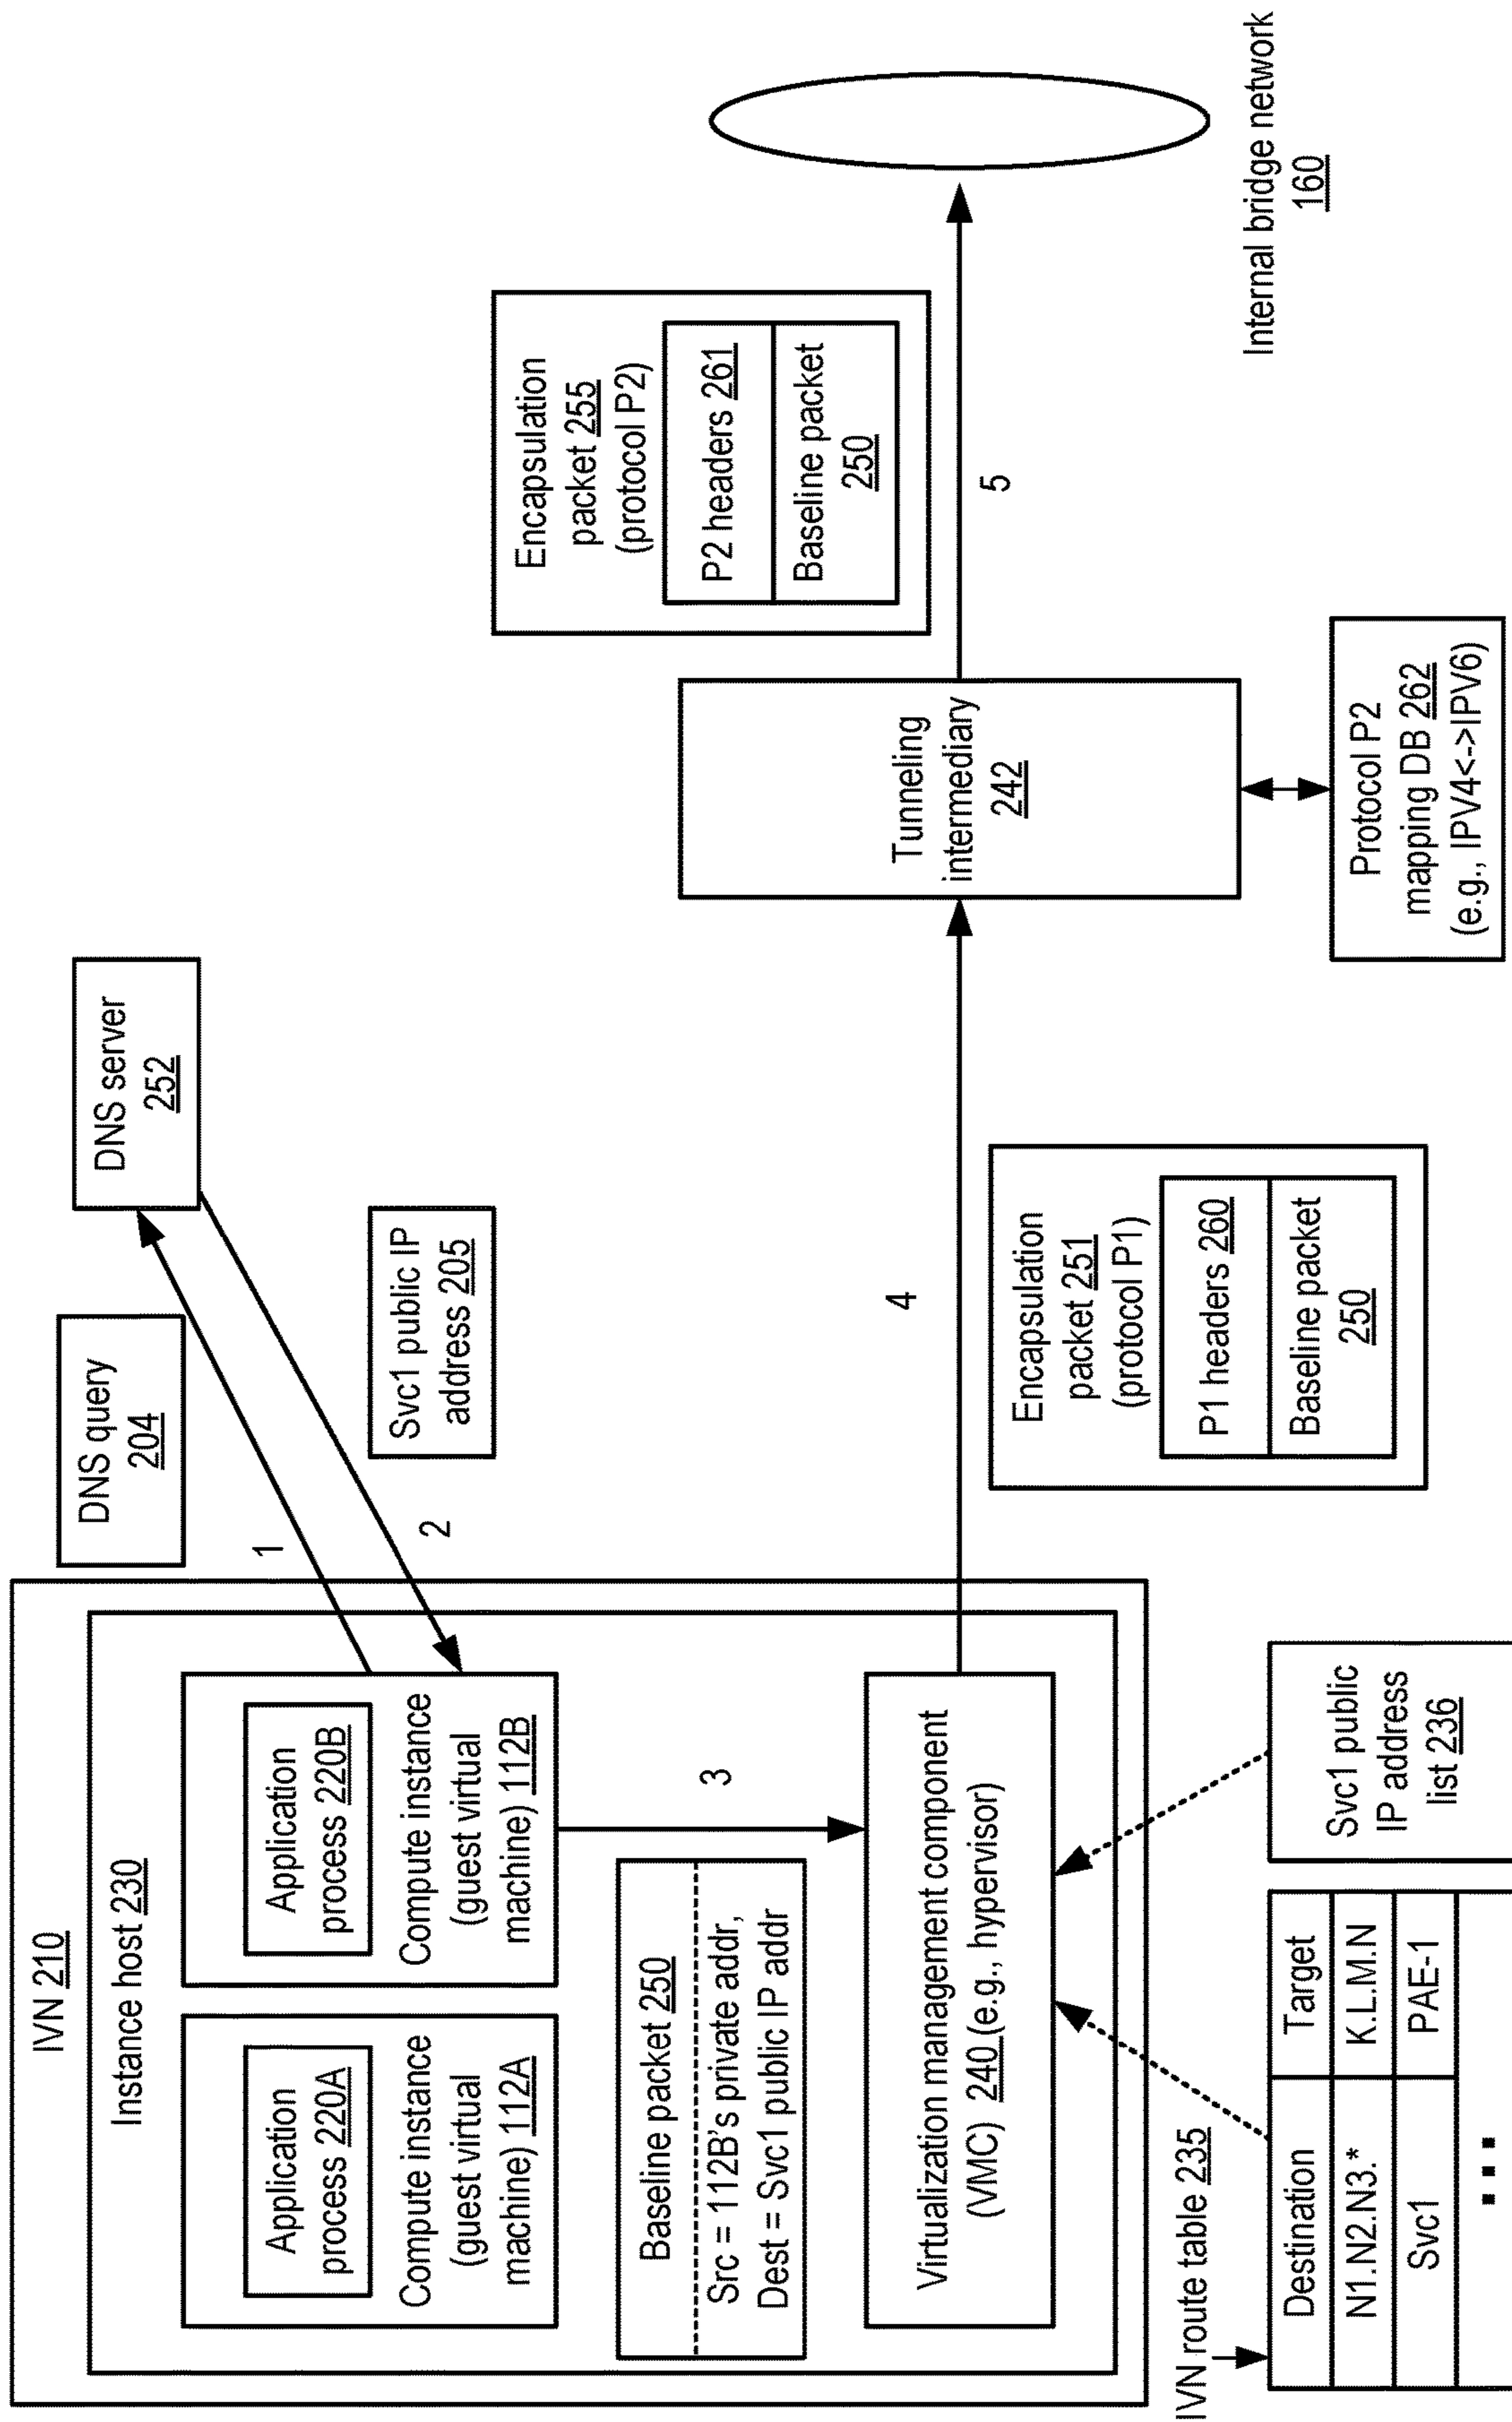 IVN 210
Instance host 230
Application
process 220A
Compute instance
(guest virtual
machine) 112A
Application
process 220B
Compute instance
(guest virtual
machine) 112B
DNS query
204
1
DNS server
252
2
Svc1 public IP
address 205
Baseline packet 250
Src = 112B's private addr,
Dest = Svc1 public IP addr
3
Virtualization management component
(VMC) 240 (e.g., hypervisor)
IVN route table 235
Destination Target
N1.N2.N3.* K.L.M.N
Svc1 PAE-1
Svc1 public
IP address
list 236
4
Encapsulation
packet 251
(protocol P1)
P1 headers 260
Baseline packet
250
Tunneling
intermediary
242
Protocol P2
mapping DB 262
(e.g., IPV4<->IPV6)
Encapsulation
packet 255
(protocol P2)
P2 headers 261
Baseline packet
250
5
Internal bridge network
160